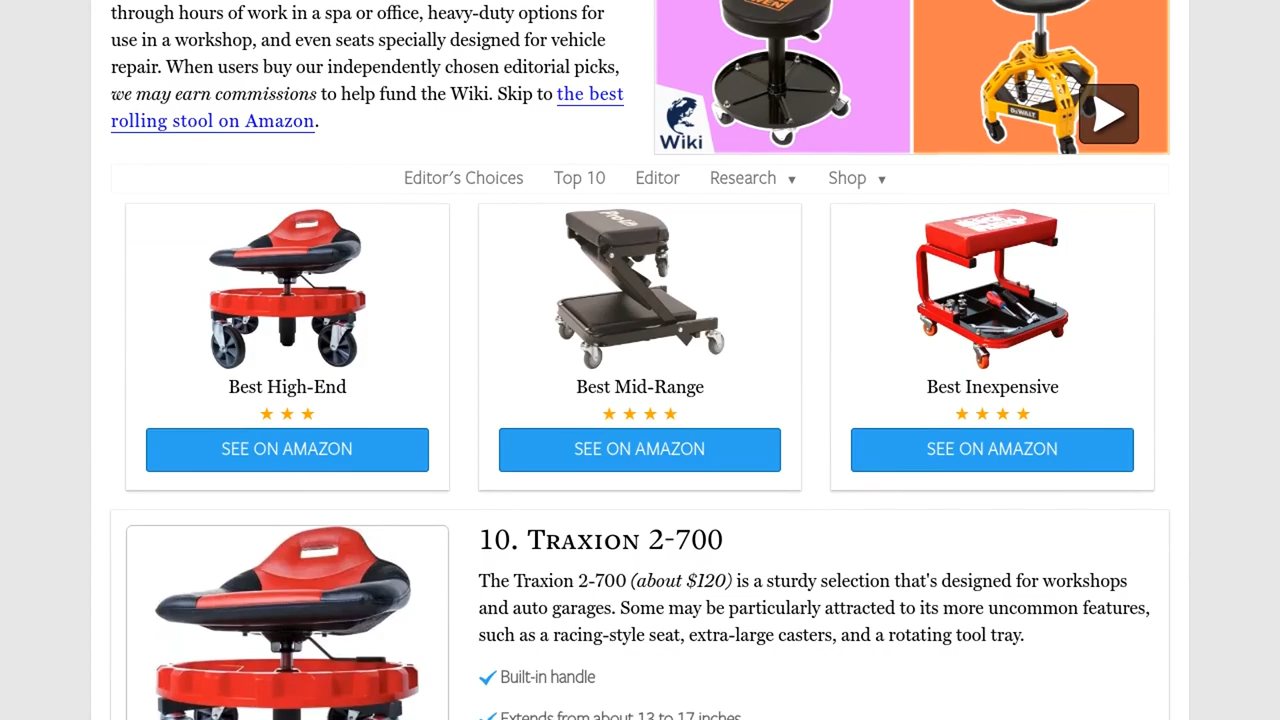 through hours of work in a spa or office, heavy-duty options for
use in a workshop, and even seats specially designed for vehicle
repair. When users buy our independently chosen editorial picks,
we may earn commissions to help fund the Wiki. Skip to the best
rolling stool on Amazon.
Wiki
DEWALT
Editor's Choices Top 10 Editor Research ▼ Shop ▼
Best High-End
★ ★ ★
SEE ON AMAZON
Best Mid-Range
★ ★ ★ ★
SEE ON AMAZON
Best Inexpensive
★ ★ ★ ★
SEE ON AMAZON
10. Traxion 2-700
The Traxion 2-700 (about $120) is a sturdy selection that's designed for workshops
and auto garages. Some may be particularly attracted to its more uncommon features,
such as a racing-style seat, extra-large casters, and a rotating tool tray.
Built-in handle
Extends from about 13 to 17 inches